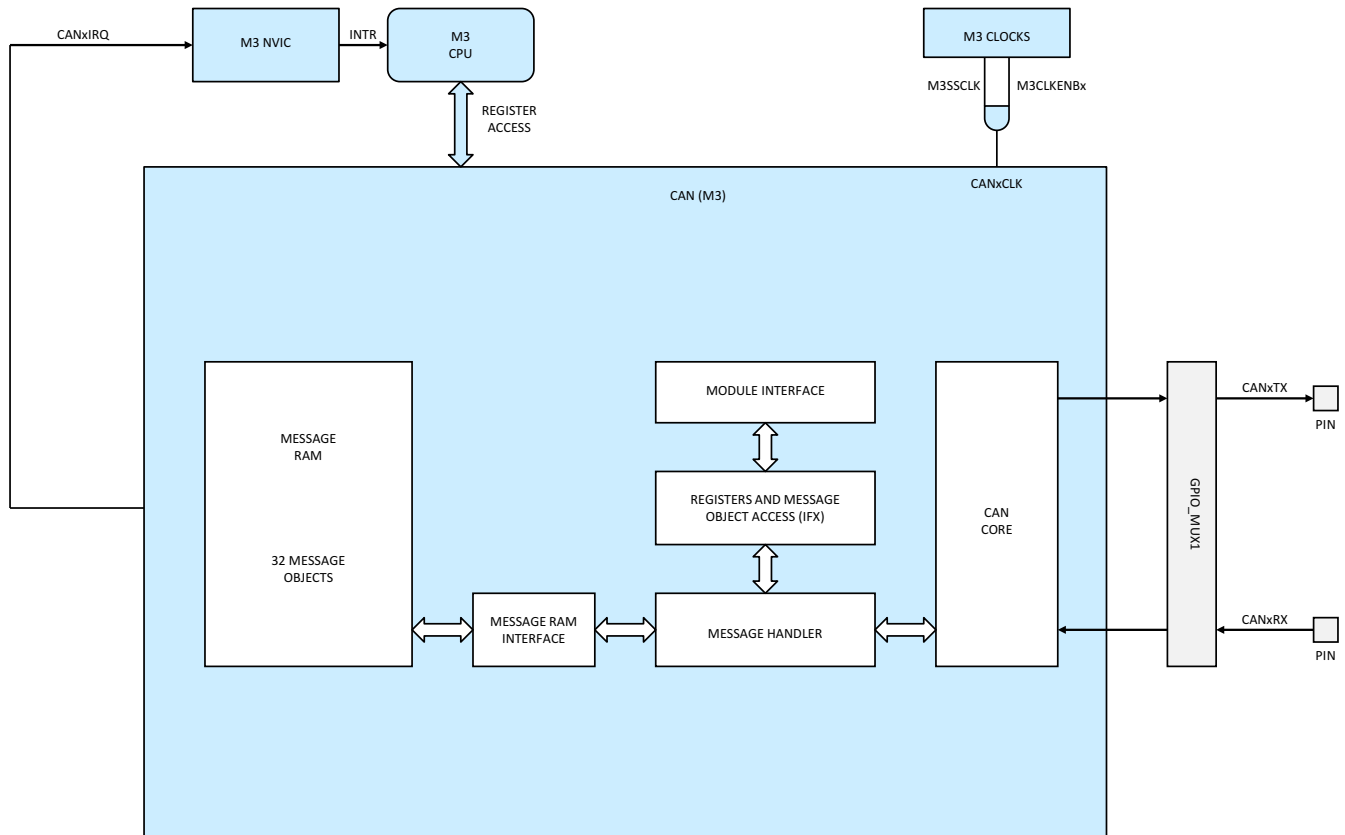 CANxIRQ
M3 NVIC
INTR
M3
CPU
M3 CLOCKS
M3SSCLK
M3CLKENBx
REGISTER
ACCESS
CANxCLK
CAN (M3)
MESSAGE
RAM
32 MESSAGE
OBJECTS
MODULE INTERFACE
REGISTERS AND MESSAGE
OBJECT ACCESS (IFX)
MESSAGE RAM
INTERFACE
MESSAGE HANDLER
CAN
CORE
GPIO_MUX1
CANxTX
PIN
CANxRX
PIN